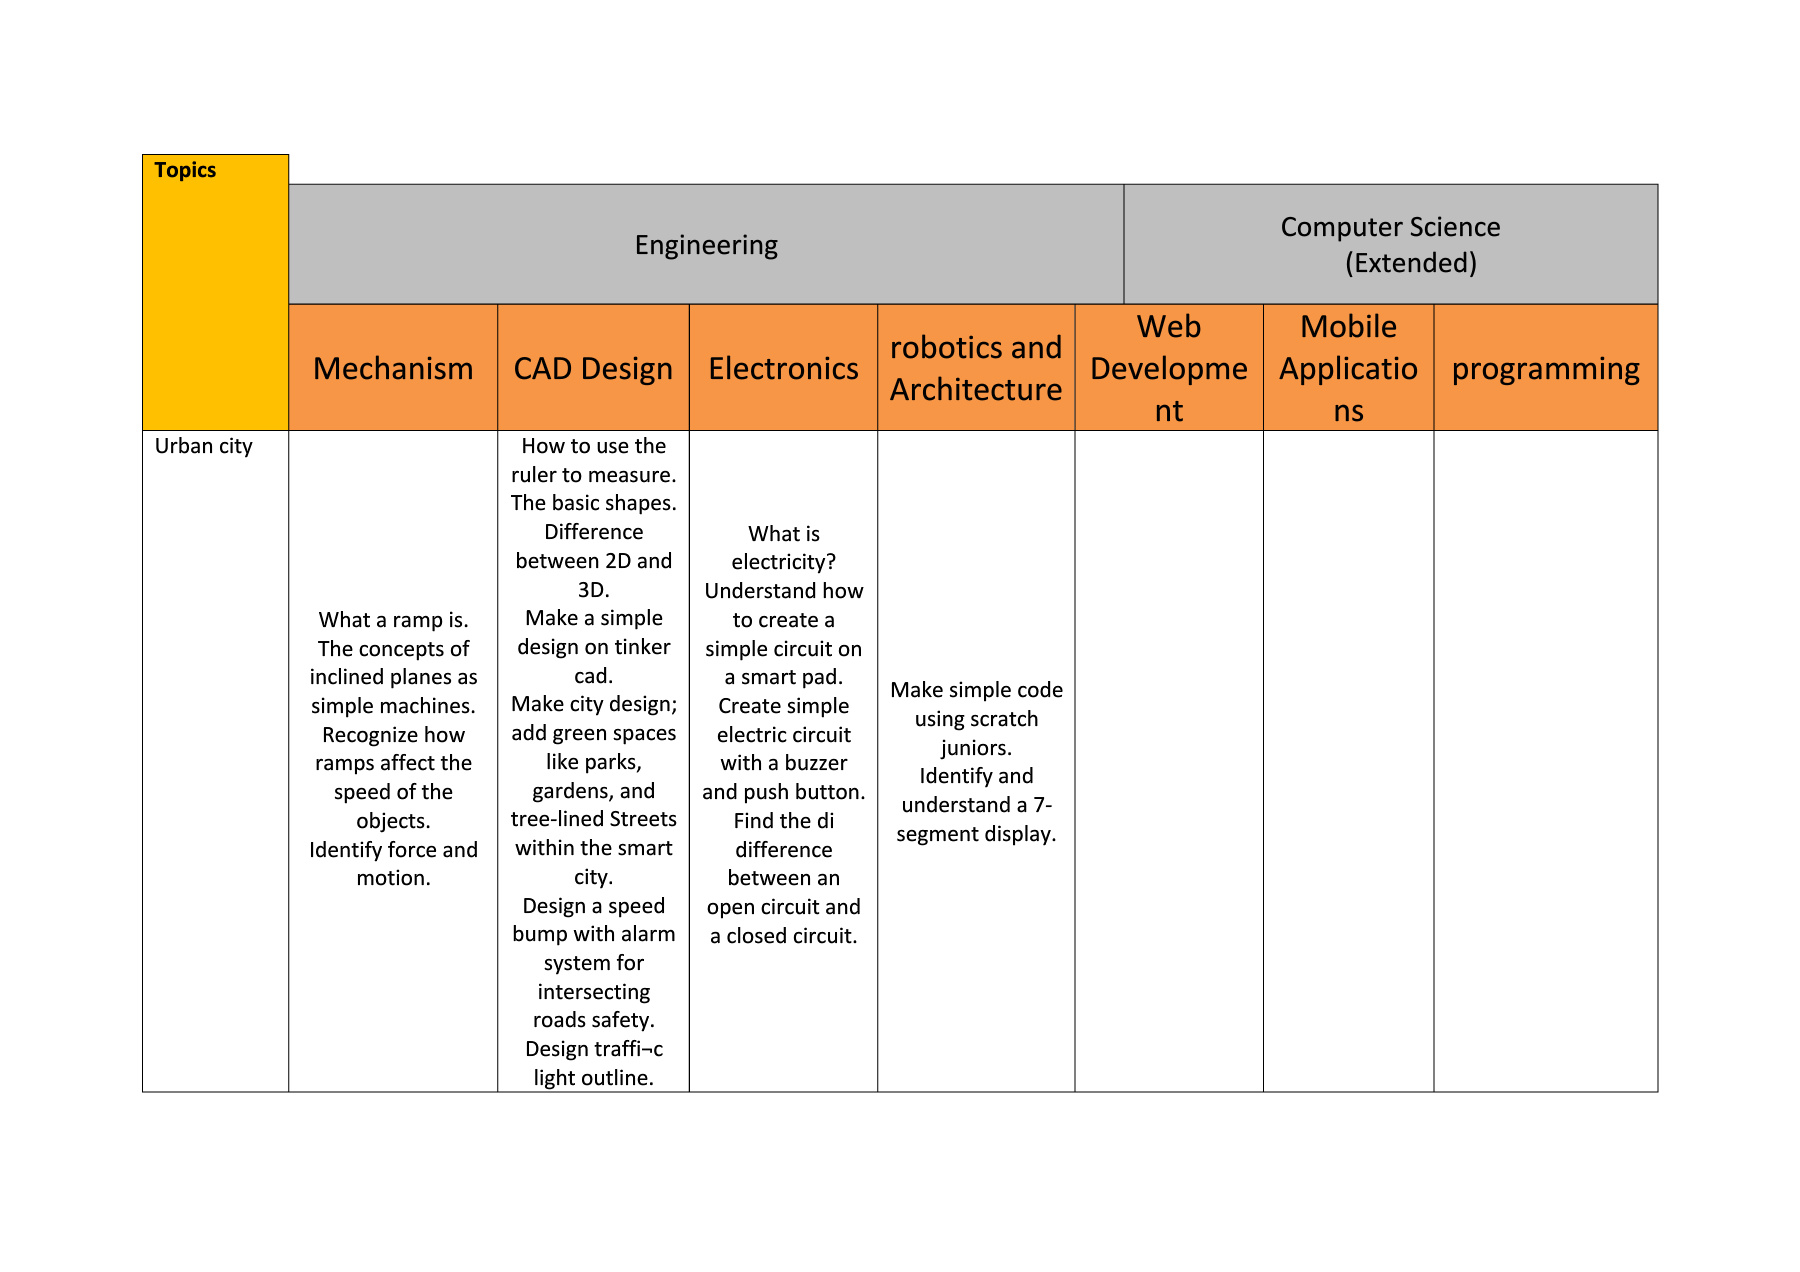 Topics
Engineering
Computer Science
(Extended)
Mechanism
CAD Design
Electronics
robotics and
Architecture
Web
Developme
nt
Mobile
Applicatio
ns
programming
Urban city
What a ramp is.
The concepts of
inclined planes as
simple machines.
Recognize how
ramps affect the
speed of the
objects.
Identify force and
motion.
How to use the
ruler to measure.
The basic shapes.
Difference
between 2D and
3D.
Make a simple
design on tinker
cad.
Make city design;
add green spaces
like parks,
gardens, and
tree-lined Streets
within the smart
city.
Design a speed
bump with alarm
system for
intersecting
roads safety.
Design traffi¬c
light outline.
What is
electricity?
Understand how
to create a
simple circuit on
a smart pad.
Create simple
electric circuit
with a buzzer
and push button.
Find the di
difference
between an
open circuit and
a closed circuit.
Make simple code
using scratch
juniors.
Identify and
understand a 7-
segment display.